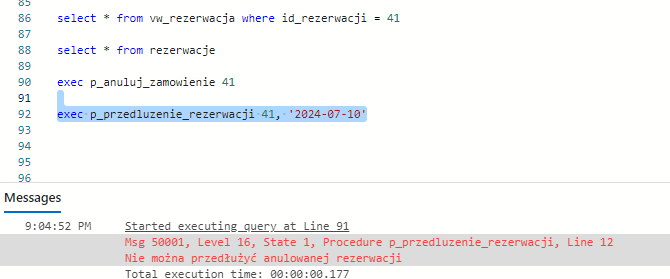 85
86 select * from vw_rezerwacja where id_rezerwacji = 41
87
88 select * from rezerwacje
89
90 exec p_anuluj_zamowienie 41
91
92 exec p_przedluzenie_rezerwacji 41, '2024-07-10'
93
94
95
96
Messages
9:04:52 PM Started executing query at Line 91
Msg 50001, Level 16, State 1, Procedure p_przedluzenie_rezerwacji, Line 12
Nie można przedłużyć anulowanej rezerwacji
Total execution time: 00:00:00.177